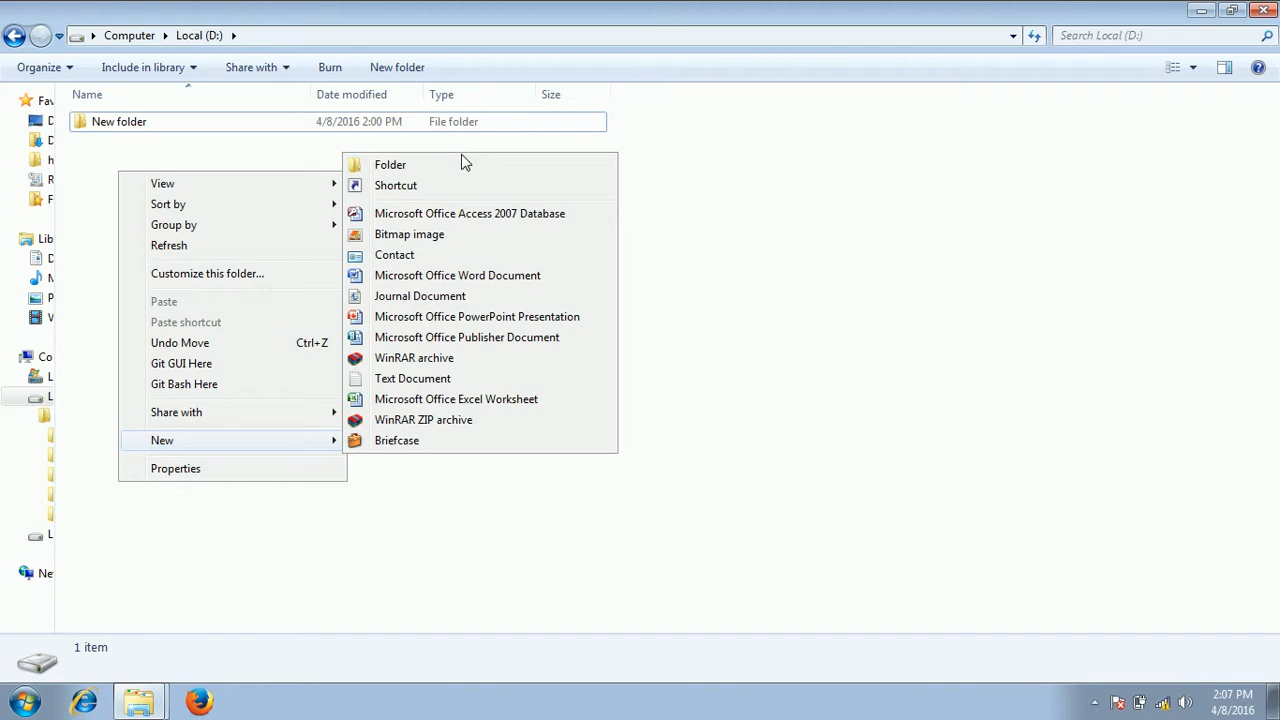 Computer Local (D:) Search Local (D:)
Organize Include in library Share with Burn New folder
Name Date modified Type Size
New folder 4/8/2016 2:00 PM File folder
Fav
D
D
h
R
F
Lib
D
N
P
V
Co
L
L
L
Ne
View
Sort by
Group by
Refresh
Customize this folder...
Paste
Paste shortcut
Undo Move Ctrl+Z
Git GUI Here
Git Bash Here
Share with
New
Properties
Folder
Shortcut
Microsoft Office Access 2007 Database
Bitmap image
Contact
Microsoft Office Word Document
Journal Document
Microsoft Office PowerPoint Presentation
Microsoft Office Publisher Document
WinRAR archive
Text Document
Microsoft Office Excel Worksheet
WinRAR ZIP archive
Briefcase
1 item
2:07 PM
4/8/2016